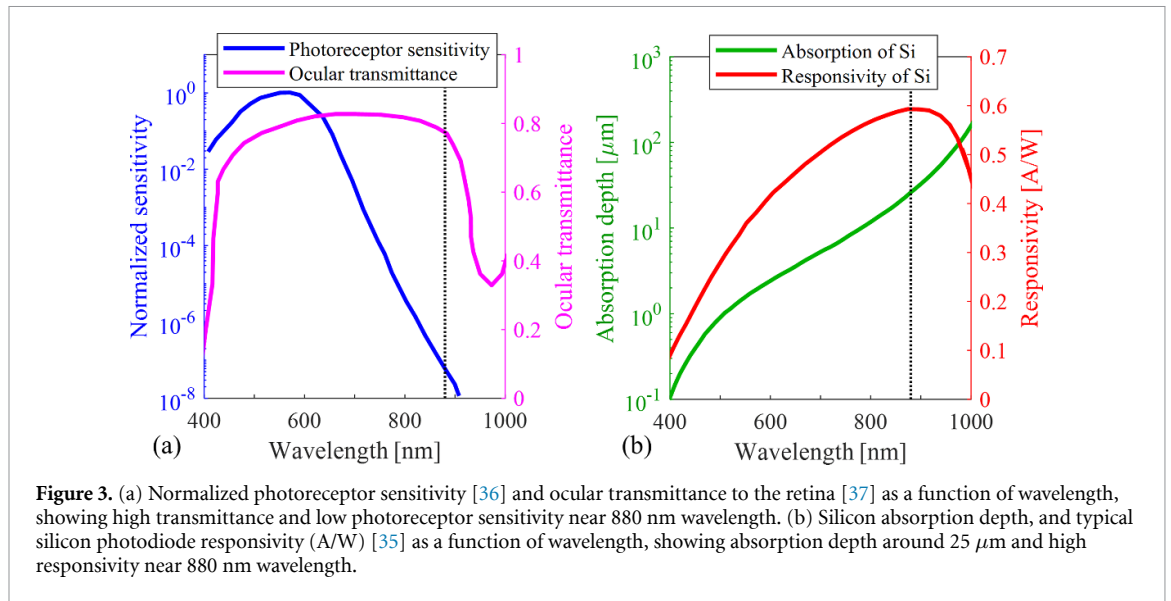 Photoreceptor sensitivity
Ocular transmittance
10^0
10^-2
10^-4
10^-6
10^-8
Normalized sensitivity
1
0.8
0.6
0.4
0.2
0
Ocular transmittance
400
600
800
1000
Wavelength [nm]
(a)
Absorption of Si
Responsivity of Si
10^3
10^2
10^1
10^0
10^-1
Absorption depth [μm]
0.7
0.6
0.5
0.4
0.3
0.2
0.1
0
Responsivity [A/W]
400
600
800
1000
Wavelength [nm]
(b)
Figure 3. (a) Normalized photoreceptor sensitivity [36] and ocular transmittance to the retina [37] as a function of wavelength,
showing high transmittance and low photoreceptor sensitivity near 880 nm wavelength. (b) Silicon absorption depth, and typical
silicon photodiode responsivity (A/W) [35] as a function of wavelength, showing absorption depth around 25 μm and high
responsivity near 880 nm wavelength.